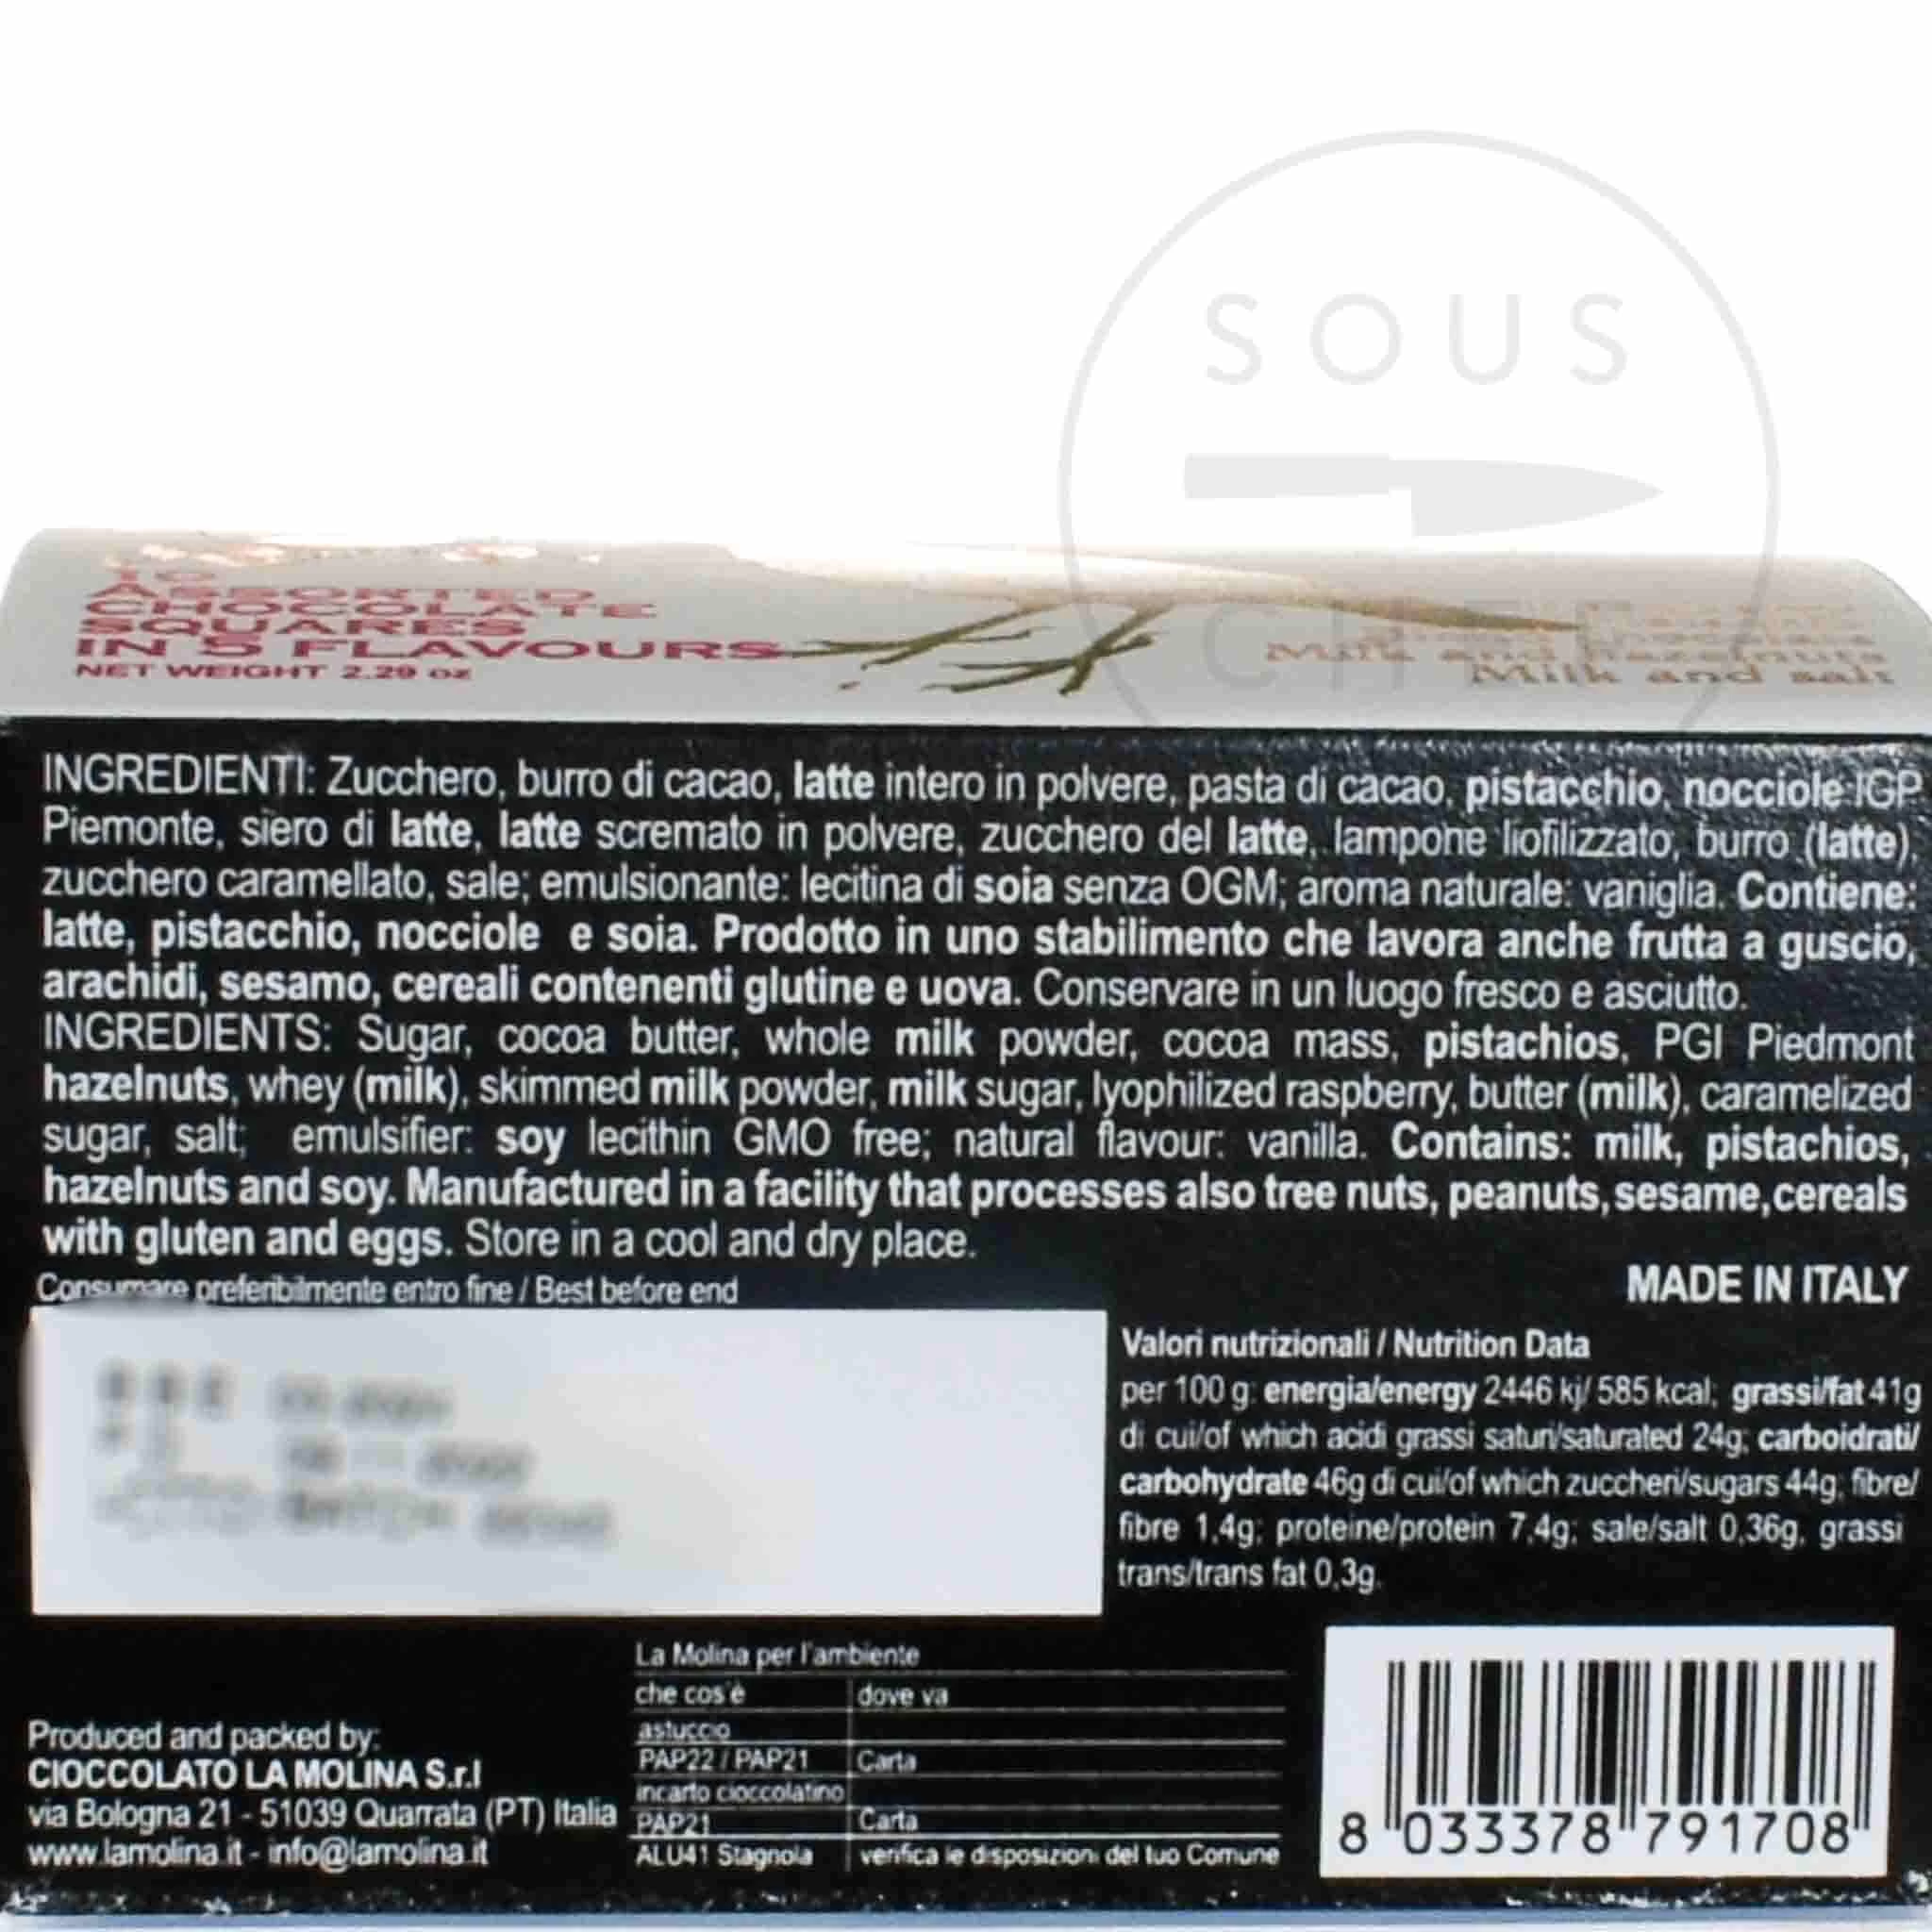 SOUS
CHEF
10
ASSORTED
CHOCOLATE
SQUARES
IN 5 FLAVOURS
NET WEIGHT 2.29 oz
Milk and hazelnuts
Milk and salt
INGREDIENTI: Zucchero, burro di cacao, latte intero in polvere, pasta di cacao, pistacchio, nocciole IGP
Piemonte, siero di latte, latte scremato in polvere, zucchero del latte, lampone liofilizzato, burro (latte),
zucchero caramellato, sale; emulsionante: lecitina di soia senza OGM; aroma naturale: vaniglia. Contiene:
latte, pistacchio, nocciole e soia. Prodotto in uno stabilimento che lavora anche frutta a guscio,
arachidi, sesamo, cereali contenenti glutine e uova. Conservare in un luogo fresco e asciutto.
INGREDIENTS: Sugar, cocoa butter, whole milk powder, cocoa mass, pistachios, PGI Piedmont
hazelnuts, whey (milk), skimmed milk powder, milk sugar, lyophilized raspberry, butter (milk), caramelized
sugar, salt; emulsifier: soy lecithin GMO free; natural flavour: vanilla. Contains: milk, pistachios,
hazelnuts and soy. Manufactured in a facility that processes also tree nuts, peanuts, sesame, cereals
with gluten and eggs. Store in a cool and dry place.
Consumare preferibilmente entro fine / Best before end
MADE IN ITALY
Valori nutrizionali / Nutrition Data
per 100 g: energia/energy 2446 kj/ 585 kcal; grassi/fat 41g
di cui/of which acidi grassi saturi/saturated 24g; carboidrati/
carbohydrate 46g di cui/of which zuccheri/sugars 44g; fibre/
fibre 1,4g; proteine/protein 7,4g; sale/salt 0,36g, grassi
trans/trans fat 0,3g.
Produced and packed by:
CIOCCOLATO LA MOLINA S.r.l
via Bologna 21 - 51039 Quarrata (PT) Italia
www.lamolina.it - info@lamolina.it
La Molina per l'ambiente
che cos'è dove va
astuccio
PAP22 / PAP21 Carta
incarto cioccolatino
PAP21 Carta
ALU41 Stagnola verifica le disposizioni del tuo Comune
8 033378 791708